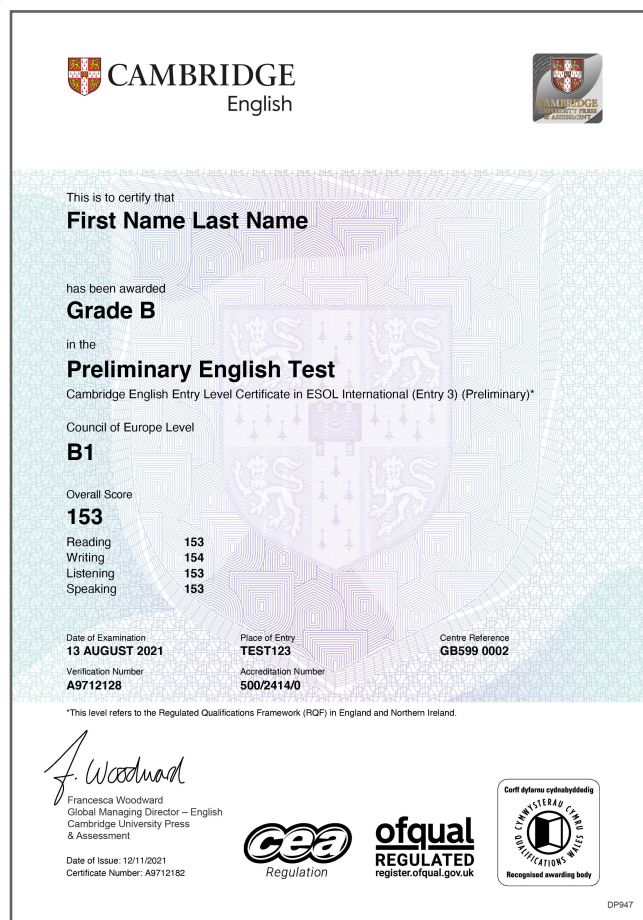 CAMBRIDGE
English
CAMBRIDGE
UNIVERSITY PRESS
& ASSESSMENT
This is to certify that
First Name Last Name
has been awarded
Grade B
in the
Preliminary English Test
Cambridge English Entry Level Certificate in ESOL International (Entry 3) (Preliminary)*
Council of Europe Level
B1
Overall Score
153
Reading 153
Writing 154
Listening 153
Speaking 153
Date of Examination Place of Entry Centre Reference
13 AUGUST 2021 TEST123 GB599 0002
Verification Number Accreditation Number
A9712128 500/2414/0
*This level refers to the Regulated Qualifications Framework (RQF) in England and Northern Ireland.
F. Woodward
Francesca Woodward
Global Managing Director – English
Cambridge University Press
& Assessment
Date of Issue: 12/11/2021
Certificate Number: A9712182
cea
Regulation
ofqual
REGULATED
register.ofqual.gov.uk
Corff dyfarnu cydnabyddedig
CYMWYSTERAU CYMRU
QUALIFICATIONS WALES
Recognised awarding body
DP947